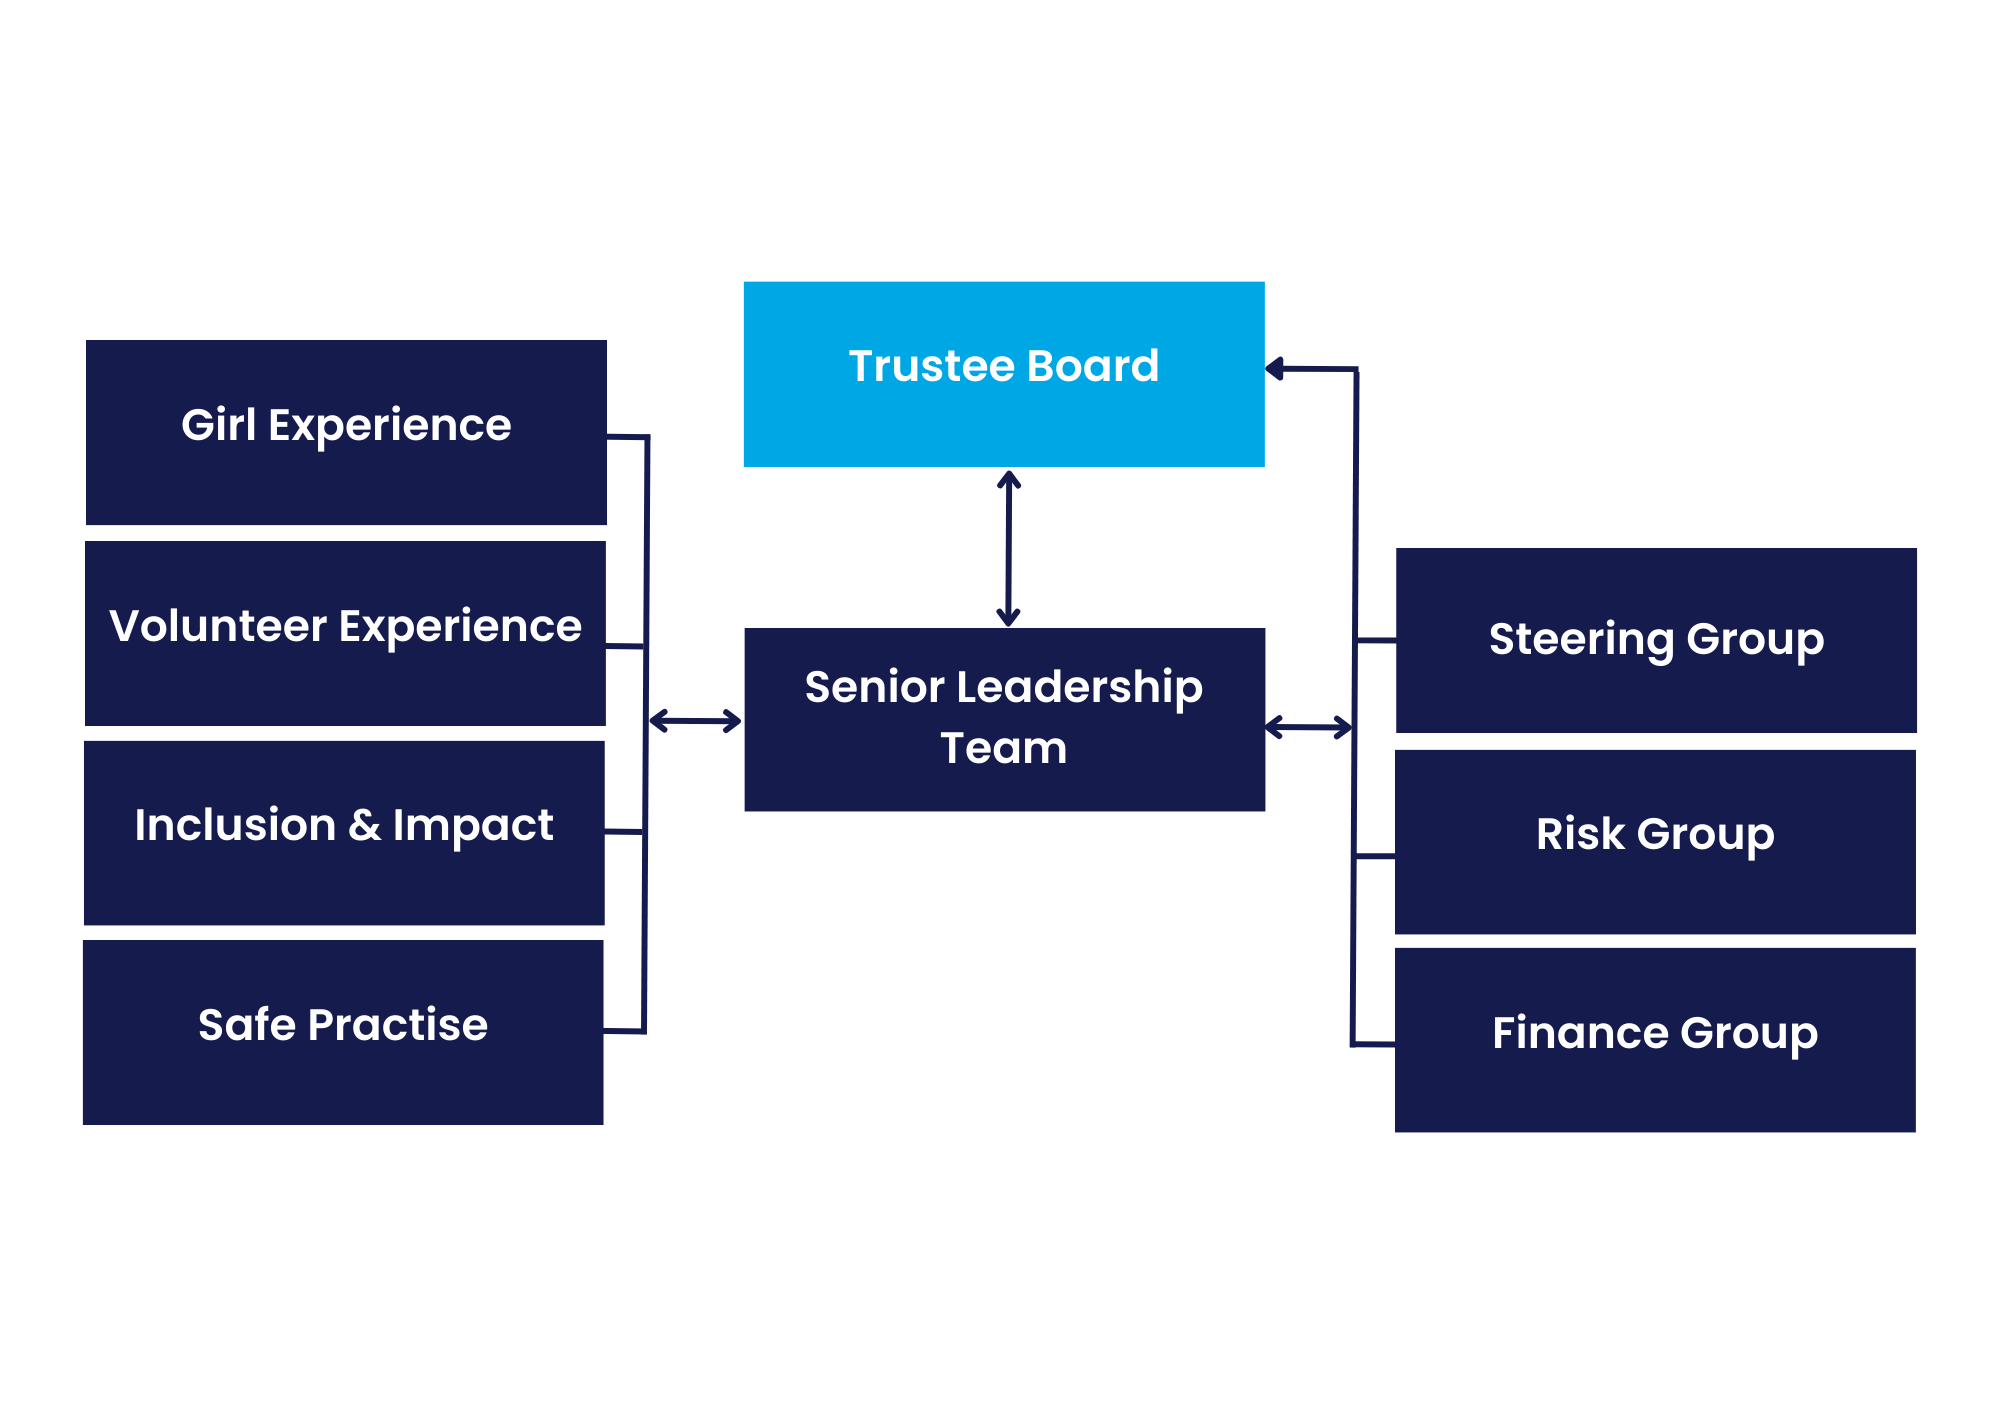 Trustee Board
Girl Experience
Volunteer Experience
Inclusion & Impact
Safe Practise
Senior Leadership
Team
Steering Group
Risk Group
Finance Group